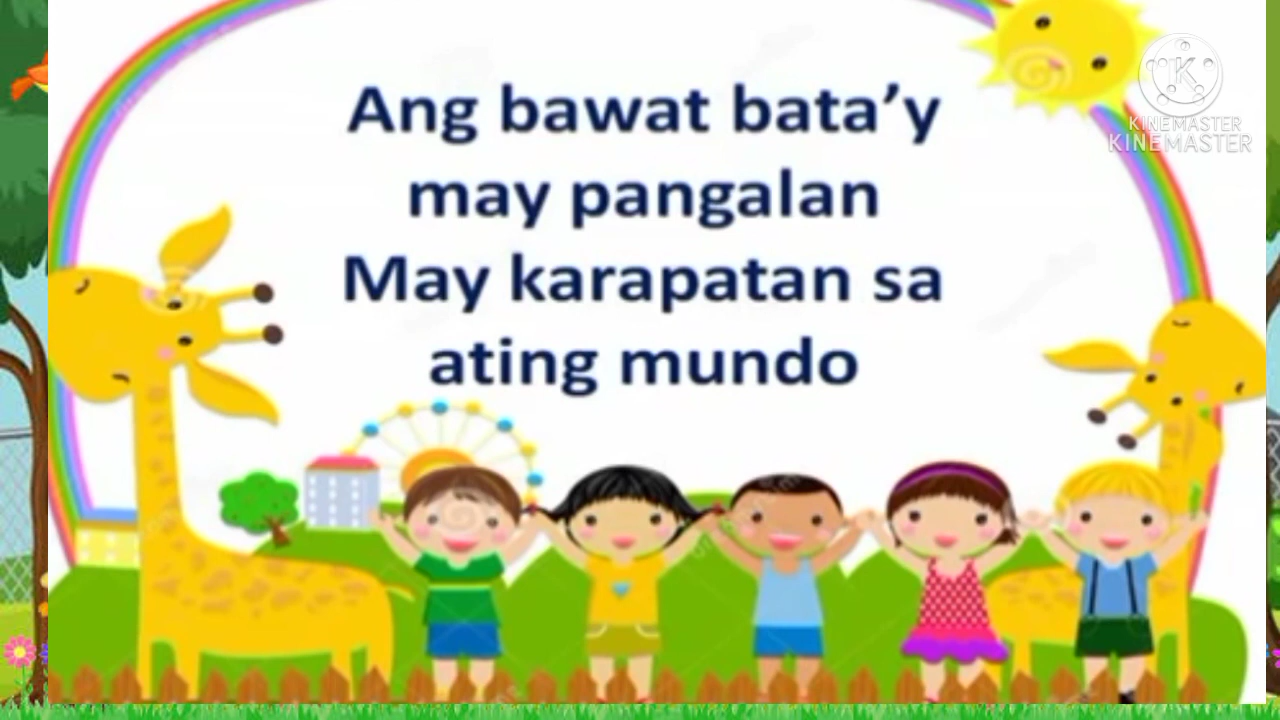 Ang bawat bata’y
may pangalan
May karapatan sa
ating mundo
KINEMASTER
KINEMASTER